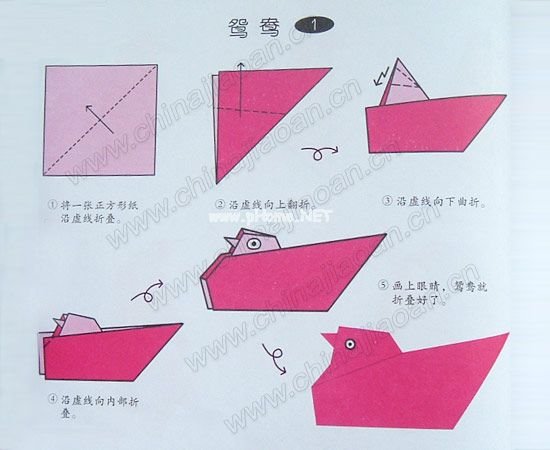 鸳鸯 1
① 将一张正方形纸
沿虚线折叠。
② 沿虚线向上翻折。
③ 沿虚线向下曲折。
www.pHome.NET
⑤ 画上眼睛，鸳鸯就
折叠好了。
④ 沿虚线向内部折
叠。
www.chinajiaoan.cn
www.chinajiaoan.cn
www.chinajiaoan.cn